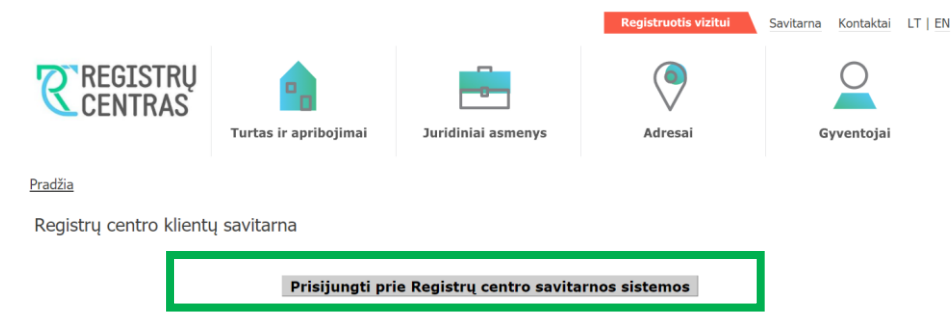 Registruotis vizitui Savitarna Kontaktai LT | EN
REGISTRŲ
CENTRAS
Turtas ir apribojimai Juridiniai asmenys Adresai Gyventojai
Pradžia
Registrų centro klientų savitarna
Prisijungti prie Registrų centro savitarnos sistemos